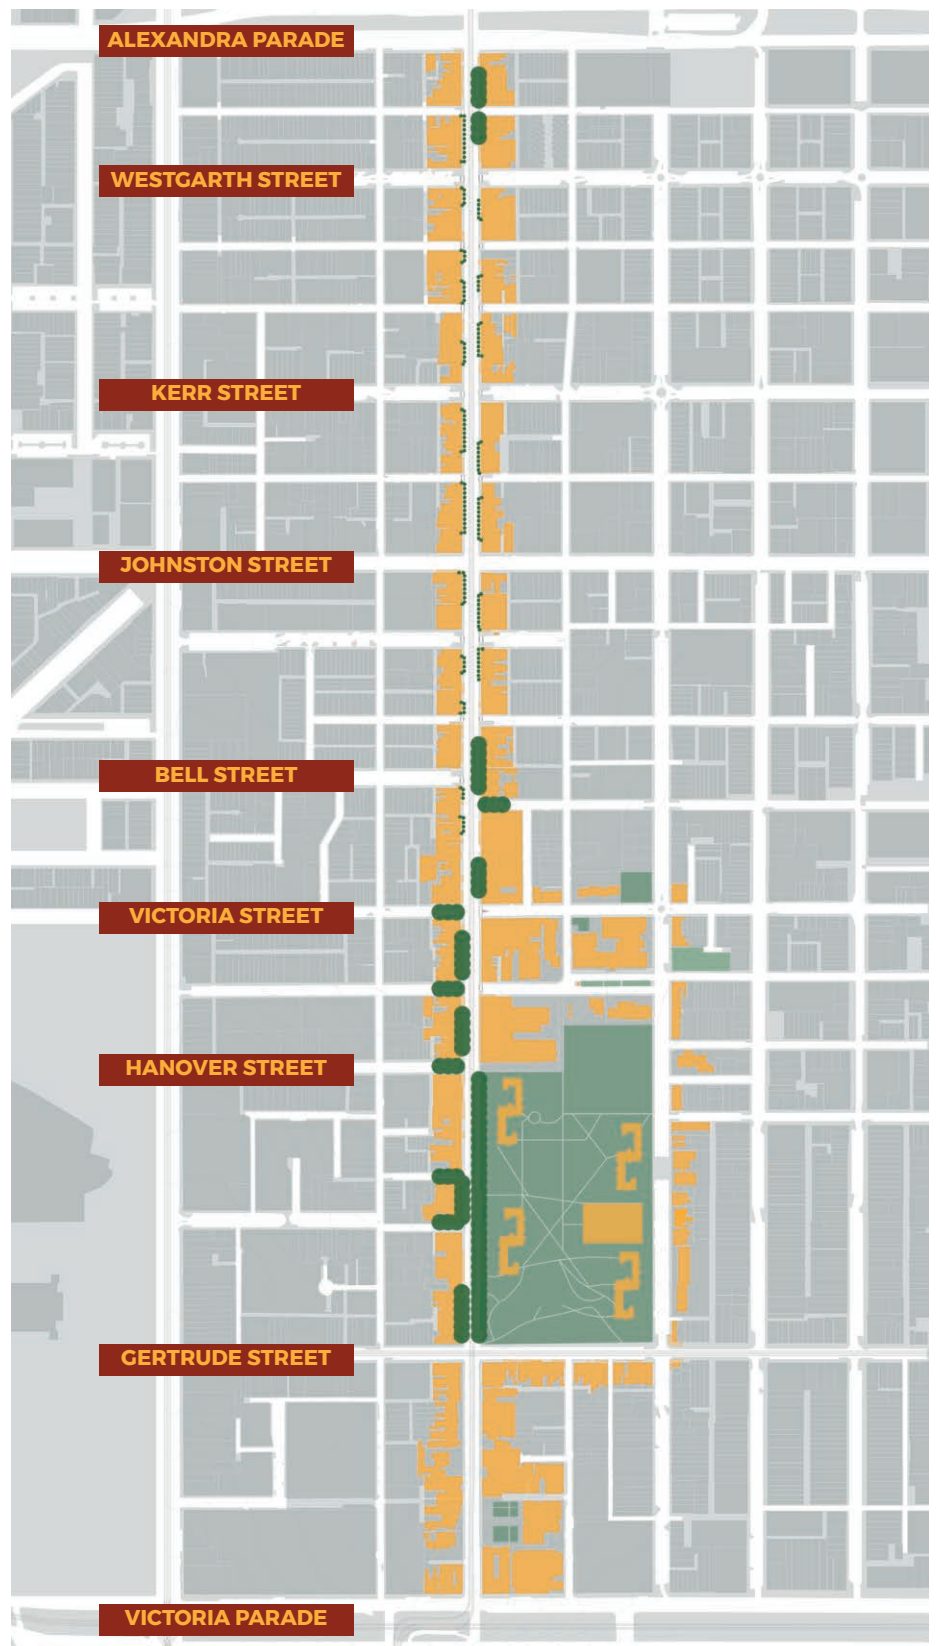 ALEXANDRA PARADE
WESTGARTH STREET
KERR STREET
JOHNSTON STREET
BELL STREET
VICTORIA STREET
HANOVER STREET
GERTRUDE STREET
VICTORIA PARADE